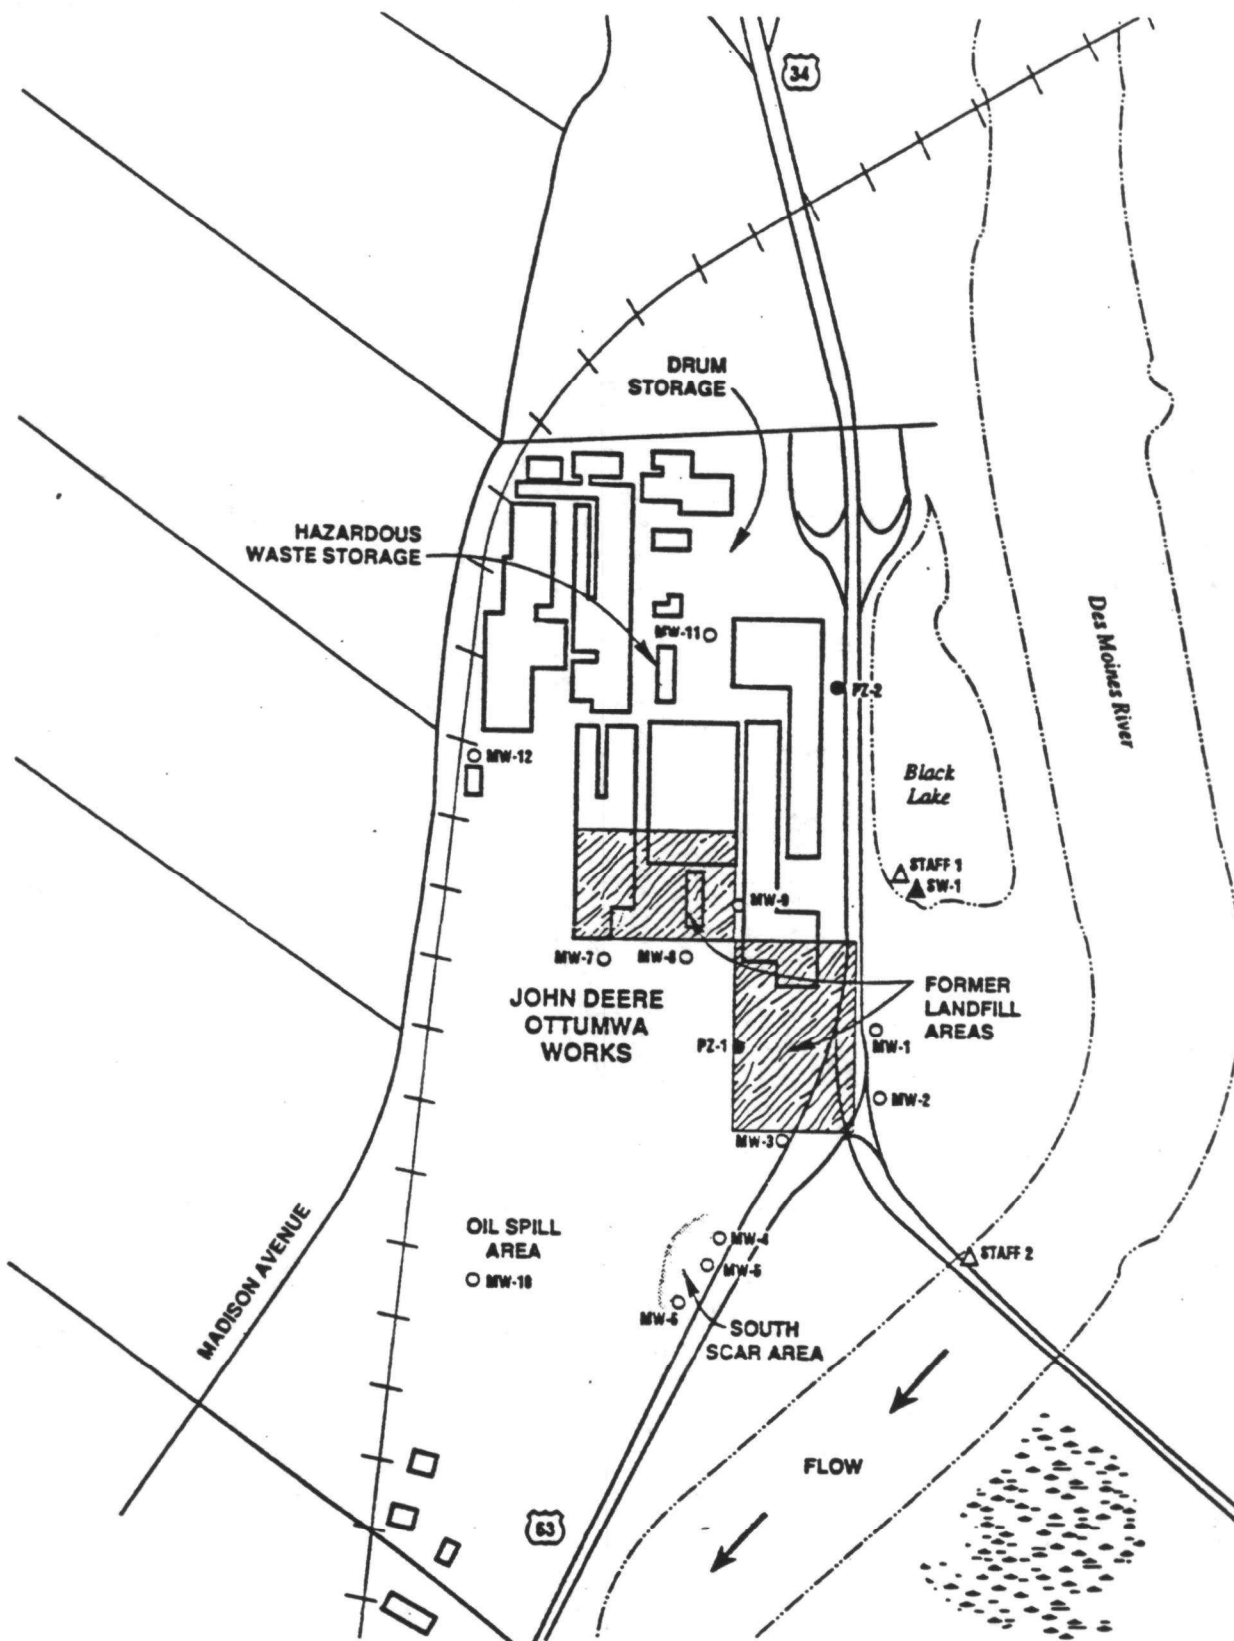 34
DRUM
STORAGE
HAZARDOUS
WASTE STORAGE
MW-11
PZ-2
Des Moines River
MW-12
Black
Lake
STAFF 1
SW-1
MW-9
MW-7
MW-8
JOHN DEERE
OTTUMWA
WORKS
FORMER
LANDFILL
AREAS
PZ-1
MW-1
MW-2
MW-3
MADISON AVENUE
OIL SPILL
AREA
MW-10
MW-4
MW-5
MW-6
STAFF 2
SOUTH
SCAR AREA
FLOW
63